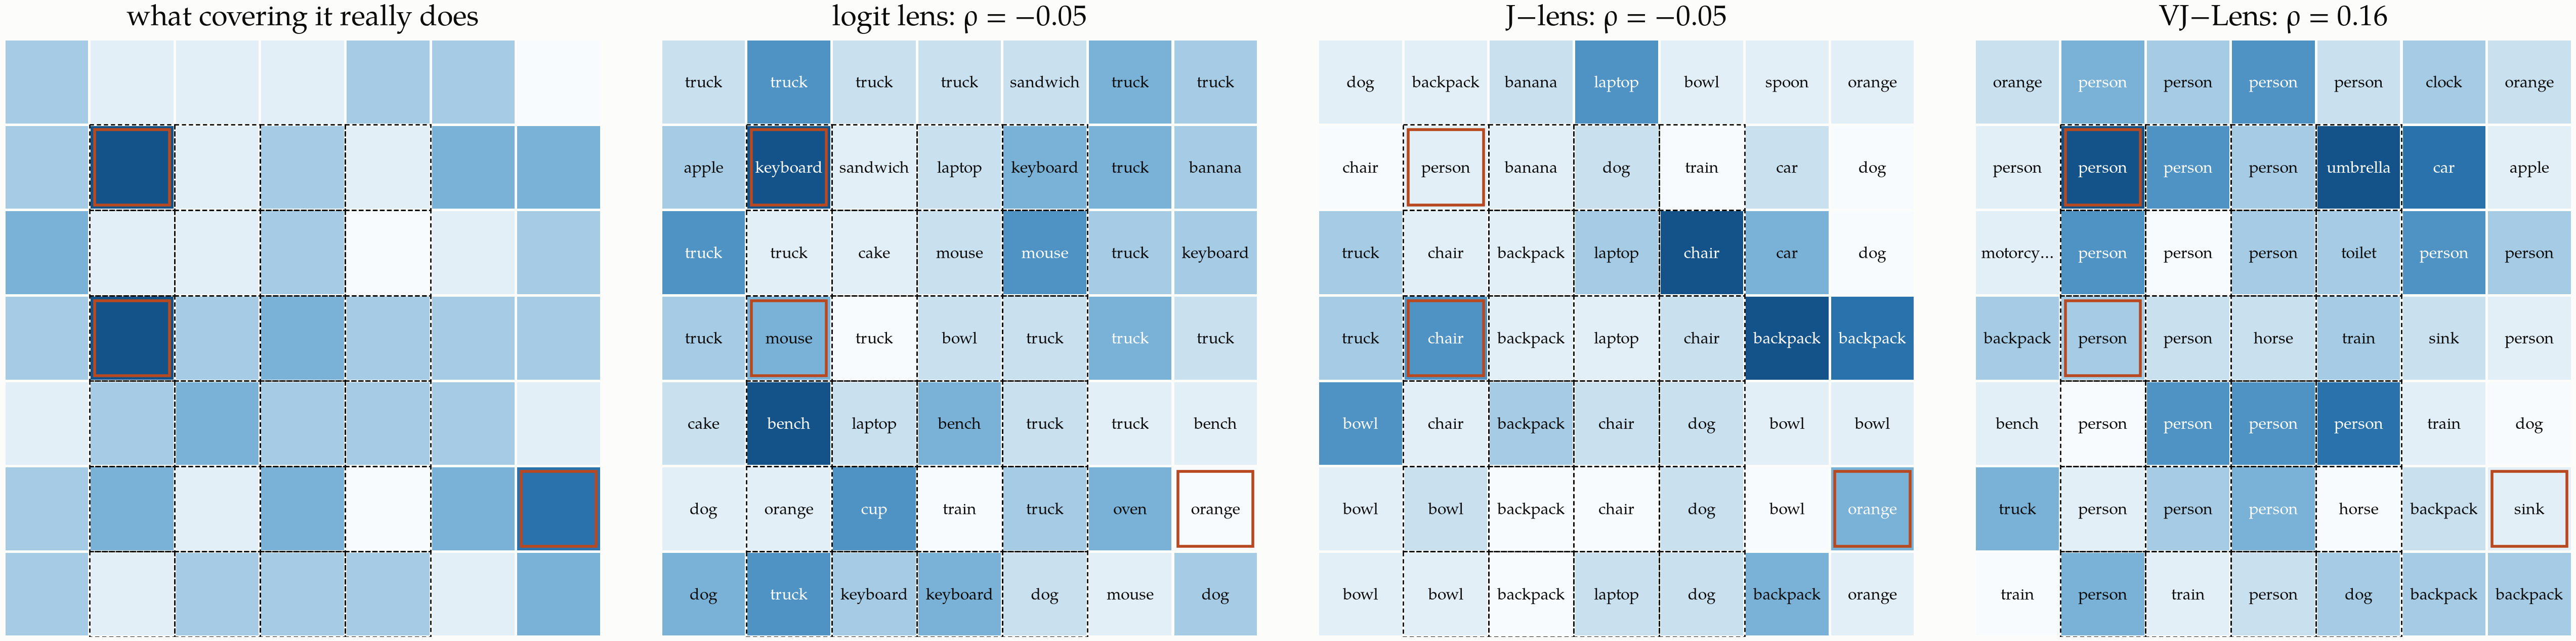 what covering it really does
logit lens: ρ = −0.05
truck truck truck truck sandwich truck truck
apple keyboard sandwich laptop keyboard truck banana
truck truck cake mouse mouse truck keyboard
truck mouse truck bowl truck truck truck
cake bench laptop bench truck truck bench
dog orange cup train truck oven orange
dog truck keyboard keyboard dog mouse dog
J−lens: ρ = −0.05
dog backpack banana laptop bowl spoon orange
chair person banana dog train car dog
truck chair backpack laptop chair car dog
truck chair backpack laptop chair backpack backpack
bowl chair backpack chair dog bowl bowl
bowl bowl backpack chair dog bowl orange
bowl bowl backpack laptop dog backpack orange
VJ−Lens: ρ = 0.16
orange person person person person clock orange
person person person person umbrella car apple
motorcy... person person person toilet person person
backpack person person horse train sink person
bench person person person person train dog
truck person person person horse backpack sink
train person train person dog backpack backpack